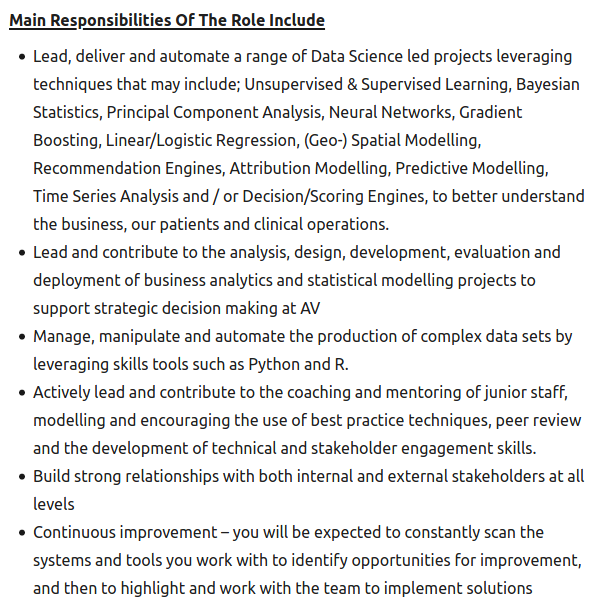 Main Responsibilities Of The Role Include
• Lead, deliver and automate a range of Data Science led projects leveraging
techniques that may include; Unsupervised & Supervised Learning, Bayesian
Statistics, Principal Component Analysis, Neural Networks, Gradient
Boosting, Linear/Logistic Regression, (Geo-) Spatial Modelling,
Recommendation Engines, Attribution Modelling, Predictive Modelling,
Time Series Analysis and / or Decision/Scoring Engines, to better understand
the business, our patients and clinical operations.
• Lead and contribute to the analysis, design, development, evaluation and
deployment of business analytics and statistical modelling projects to
support strategic decision making at AV
• Manage, manipulate and automate the production of complex data sets by
leveraging skills tools such as Python and R.
• Actively lead and contribute to the coaching and mentoring of junior staff,
modelling and encouraging the use of best practice techniques, peer review
and the development of technical and stakeholder engagement skills.
• Build strong relationships with both internal and external stakeholders at all
levels
• Continuous improvement – you will be expected to constantly scan the
systems and tools you work with to identify opportunities for improvement,
and then to highlight and work with the team to implement solutions